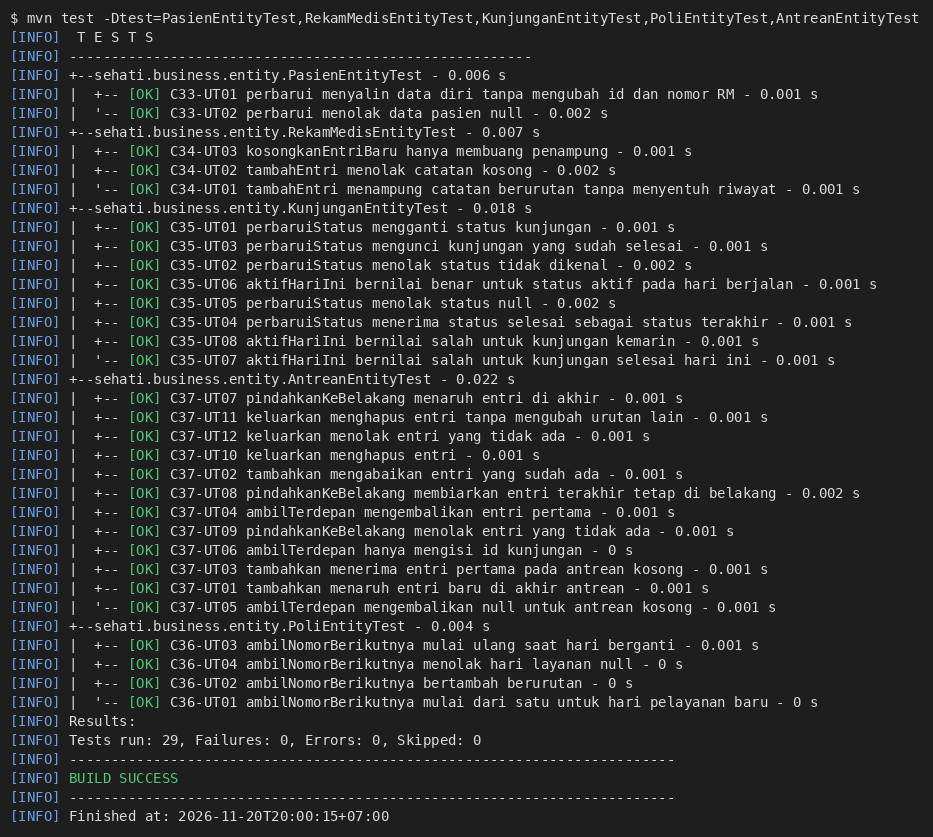 $ mvn test -Dtest=PasienEntityTest,RekamMedisEntityTest,KunjunganEntityTest,PoliEntityTest,AntreanEntityTest
[INFO]  T E S T S
[INFO] -------------------------------------------------------
[INFO] +--sehati.business.entity.PasienEntityTest - 0.006 s
[INFO] |  +-- [OK] C33-UT01 perbarui menyalin data diri tanpa mengubah id dan nomor RM - 0.001 s
[INFO] |  '-- [OK] C33-UT02 perbarui menolak data pasien null - 0.002 s
[INFO] +--sehati.business.entity.RekamMedisEntityTest - 0.007 s
[INFO] |  +-- [OK] C34-UT03 kosongkanEntriBaru hanya membuang penampung - 0.001 s
[INFO] |  +-- [OK] C34-UT02 tambahEntri menolak catatan kosong - 0.002 s
[INFO] |  '-- [OK] C34-UT01 tambahEntri menampung catatan berurutan tanpa menyentuh riwayat - 0.001 s
[INFO] +--sehati.business.entity.KunjunganEntityTest - 0.018 s
[INFO] |  +-- [OK] C35-UT01 perbaruiStatus mengganti status kunjungan - 0.001 s
[INFO] |  +-- [OK] C35-UT03 perbaruiStatus mengunci kunjungan yang sudah selesai - 0.001 s
[INFO] |  +-- [OK] C35-UT02 perbaruiStatus menolak status tidak dikenal - 0.002 s
[INFO] |  +-- [OK] C35-UT06 aktifHariIni bernilai benar untuk status aktif pada hari berjalan - 0.001 s
[INFO] |  +-- [OK] C35-UT05 perbaruiStatus menolak status null - 0.002 s
[INFO] |  +-- [OK] C35-UT04 perbaruiStatus menerima status selesai sebagai status terakhir - 0.001 s
[INFO] |  +-- [OK] C35-UT08 aktifHariIni bernilai salah untuk kunjungan kemarin - 0.001 s
[INFO] |  '-- [OK] C35-UT07 aktifHariIni bernilai salah untuk kunjungan selesai hari ini - 0.001 s
[INFO] +--sehati.business.entity.AntreanEntityTest - 0.022 s
[INFO] |  +-- [OK] C37-UT07 pindahkanKeBelakang menaruh entri di akhir - 0.001 s
[INFO] |  +-- [OK] C37-UT11 keluarkan menghapus entri tanpa mengubah urutan lain - 0.001 s
[INFO] |  +-- [OK] C37-UT12 keluarkan menolak entri yang tidak ada - 0.001 s
[INFO] |  +-- [OK] C37-UT10 keluarkan menghapus entri - 0.001 s
[INFO] |  +-- [OK] C37-UT02 tambahkan mengabaikan entri yang sudah ada - 0.001 s
[INFO] |  +-- [OK] C37-UT08 pindahkanKeBelakang membiarkan entri terakhir tetap di belakang - 0.002 s
[INFO] |  +-- [OK] C37-UT04 ambilTerdepan mengembalikan entri pertama - 0.001 s
[INFO] |  +-- [OK] C37-UT09 pindahkanKeBelakang menolak entri yang tidak ada - 0.001 s
[INFO] |  +-- [OK] C37-UT06 ambilTerdepan hanya mengisi id kunjungan - 0 s
[INFO] |  +-- [OK] C37-UT03 tambahkan menerima entri pertama pada antrean kosong - 0.001 s
[INFO] |  +-- [OK] C37-UT01 tambahkan menaruh entri baru di akhir antrean - 0.001 s
[INFO] |  '-- [OK] C37-UT05 ambilTerdepan mengembalikan null untuk antrean kosong - 0.001 s
[INFO] +--sehati.business.entity.PoliEntityTest - 0.004 s
[INFO] |  +-- [OK] C36-UT03 ambilNomorBerikutnya mulai ulang saat hari berganti - 0.001 s
[INFO] |  +-- [OK] C36-UT04 ambilNomorBerikutnya menolak hari layanan null - 0 s
[INFO] |  +-- [OK] C36-UT02 ambilNomorBerikutnya bertambah berurutan - 0 s
[INFO] |  '-- [OK] C36-UT01 ambilNomorBerikutnya mulai dari satu untuk hari pelayanan baru - 0 s
[INFO] Results:
[INFO] Tests run: 29, Failures: 0, Errors: 0, Skipped: 0
[INFO] ------------------------------------------------------------------------
[INFO] BUILD SUCCESS
[INFO] ------------------------------------------------------------------------
[INFO] Finished at: 2026-11-20T20:00:15+07:00